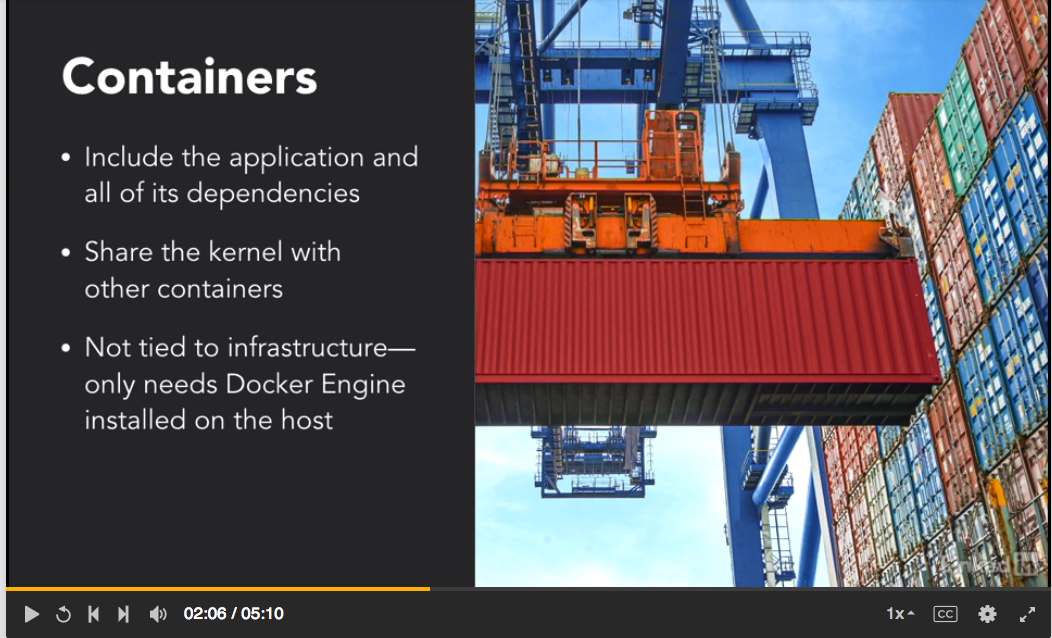 Containers
• Include the application and
all of its dependencies
• Share the kernel with
other containers
• Not tied to infrastructure—
only needs Docker Engine
installed on the host
02:06 / 05:10
1x
CC